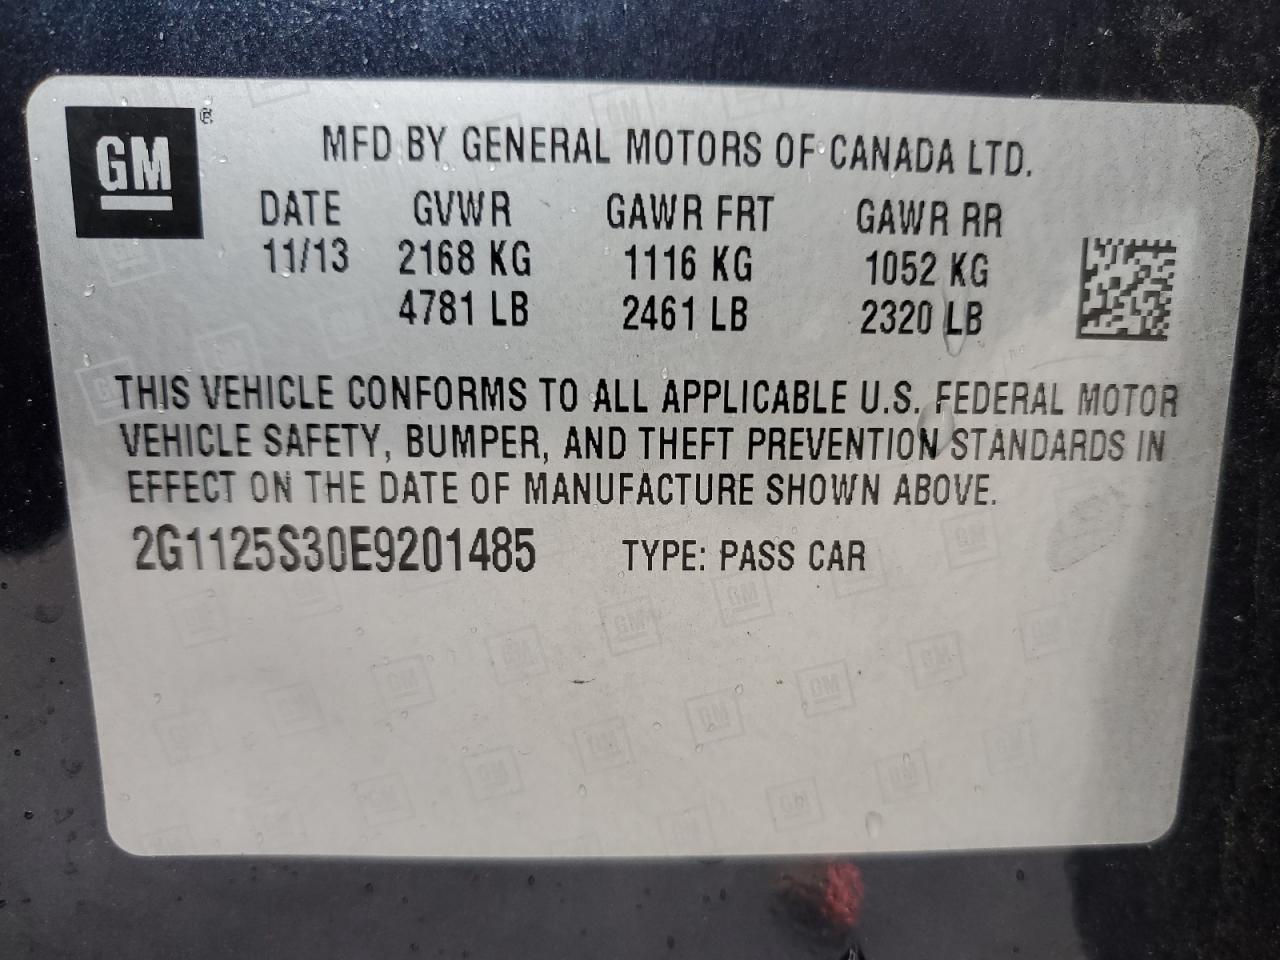 GM ®
MFD BY GENERAL MOTORS OF CANADA LTD.
DATE GVWR GAWR FRT GAWR RR
11/13 2168 KG 1116 KG 1052 KG
4781 LB 2461 LB 2320 LB
THIS VEHICLE CONFORMS TO ALL APPLICABLE U.S. FEDERAL MOTOR
VEHICLE SAFETY, BUMPER, AND THEFT PREVENTION STANDARDS IN
EFFECT ON THE DATE OF MANUFACTURE SHOWN ABOVE.
2G1125S30E9201485 TYPE: PASS CAR